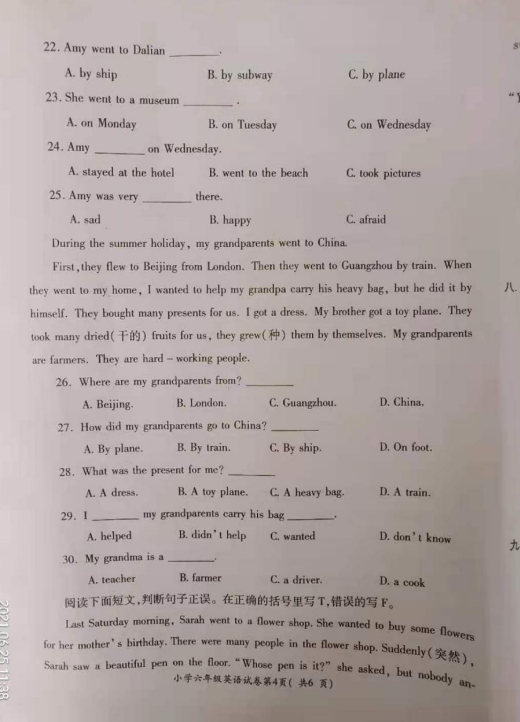 22. Amy went to Dalian ________.
A. by ship B. by subway C. by plane
23. She went to a museum ________ .
A. on Monday B. on Tuesday C. on Wednesday
24. Amy ________ on Wednesday.
A. stayed at the hotel B. went to the beach C. took pictures
25. Amy was very ________ there.
A. sad B. happy C. afraid
During the summer holiday, my grandparents went to China.
First,they flew to Beijing from London. Then they went to Guangzhou by train. When
they went to my home, I wanted to help my grandpa carry his heavy bag, but he did it by
himself. They bought many presents for us. I got a dress. My brother got a toy plane. They
took many dried(干的) fruits for us, they grew(种) them by themselves. My grandparents
are farmers. They are hard – working people.
26. Where are my grandparents from? ________
A. Beijing. B. London. C. Guangzhou. D. China.
27. How did my grandparents go to China? ________
A. By plane. B. By train. C. By ship. D. On foot.
28. What was the present for me? ________
A. A dress. B. A toy plane. C. A heavy bag. D. A train.
29. I ________ my grandparents carry his bag ________.
A. helped B. didn't help C. wanted D. don't know
30. My grandma is a ________.
A. teacher B. farmer C. a driver. D. a cook
阅读下面短文,判断句子正误。在正确的括号里写T,错误的写F。
Last Saturday morning, Sarah went to a flower shop. She wanted to buy some flowers
for her mother's birthday. There were many people in the flower shop. Suddenly(突然),
Sarah saw a beautiful pen on the floor. "Whose pen is it?" she asked, but nobody an-
小学六年级英语试卷第4页( 共6 页)
八.
九
2021.06.25 11:38